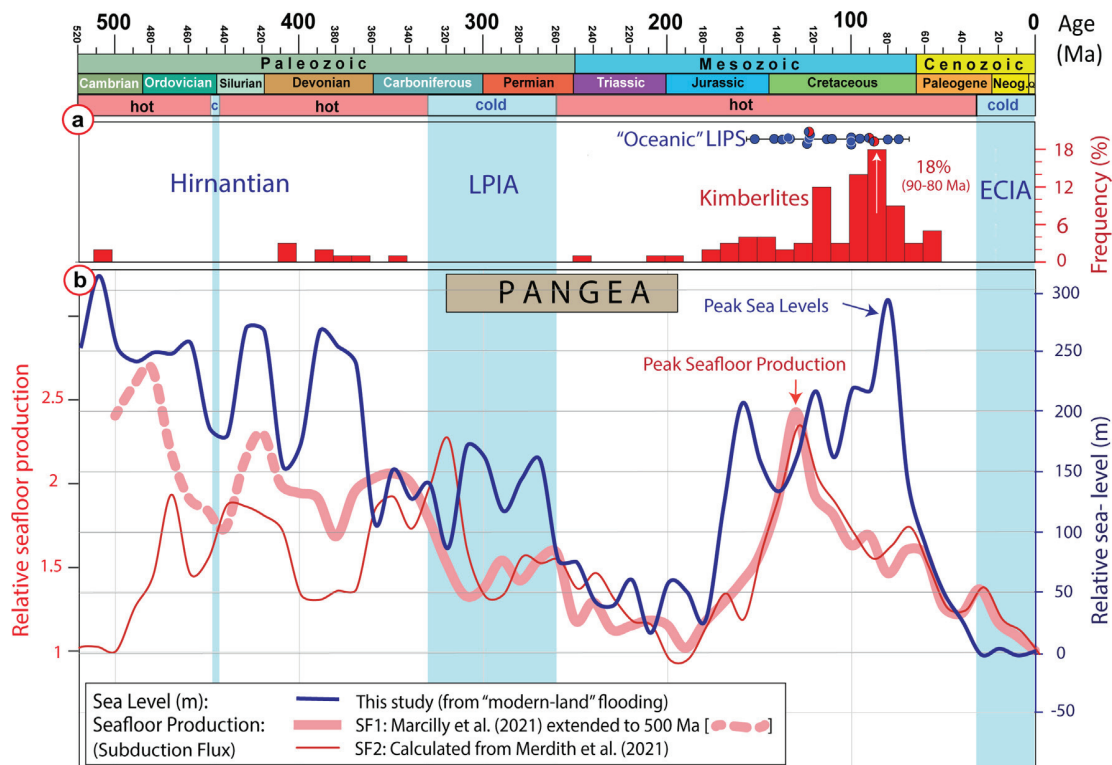 500 400 300 200 100 0 Age
(Ma)
520 480 460 440 420 380 360 340 320 280 260 240 220 180 160 140 120 80 60 40 20
Paleozoic Mesozoic Cenozoic
Cambrian Ordovician Silurian Devonian Carboniferous Permian Triassic Jurassic Cretaceous Paleogene Neog. Q
hot c hot cold hot cold
a
"Oceanic" LIPS
18
Hirnantian LPIA Kimberlites 18% ECIA
(90-80 Ma)
12
6
0
Frequency (%)
b
PANGEA
Peak Sea Levels
Peak Seafloor Production
2.5
2
1.5
1
Relative seafloor production
300
250
200
150
100
50
0
-50
Relative sea- level (m)
Sea Level (m): This study (from "modern-land" flooding)
Seafloor Production: SF1: Marcilly et al. (2021) extended to 500 Ma [ ]
(Subduction Flux) SF2: Calculated from Merdith et al. (2021)